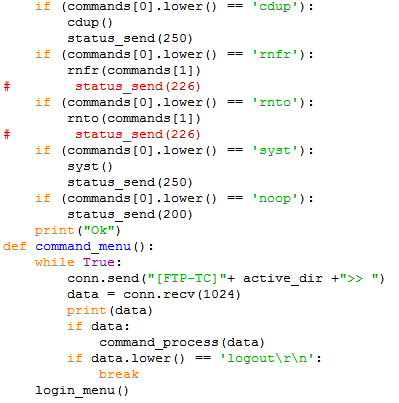 if (commands[0].lower() == 'cdup'):
        cdup()
        status_send(250)
    if (commands[0].lower() == 'rnfr'):
        rnfr(commands[1])
#        status_send(226)
    if (commands[0].lower() == 'rnto'):
        rnto(commands[1])
#        status_send(226)
    if (commands[0].lower() == 'syst'):
        syst()
        status_send(250)
    if (commands[0].lower() == 'noop'):
        status_send(200)
    print("Ok")
def command_menu():
    while True:
        conn.send("[FTP-TC]"+ active_dir +">> ")
        data = conn.recv(1024)
        print(data)
        if data:
            command_process(data)
        if data.lower() == 'logout\r\n':
            break
    login_menu()